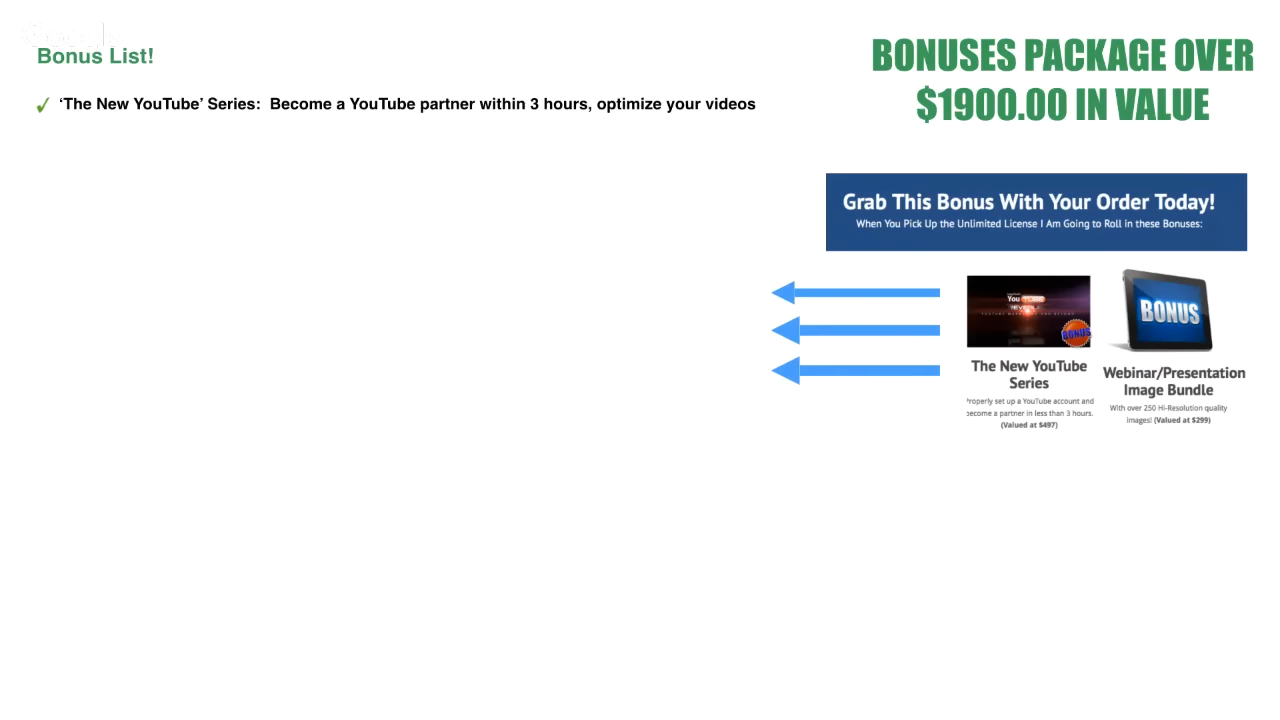 Bonus List!
✓ ‘The New YouTube’ Series:  Become a YouTube partner within 3 hours, optimize your videos
BONUSES PACKAGE OVER
$1900.00 IN VALUE
Grab This Bonus With Your Order Today!
When You Pick Up the Unlimited License I Am Going to Roll in these Bonuses:
You TUBE
BONUS
The New YouTube
Series
Properly set up a YouTube account and
become a partner in less than 3 hours.
(Valued at $497)
BONUS
Webinar/Presentation
Image Bundle
With over 250 Hi-Resolution quality
images! (Valued at $299)